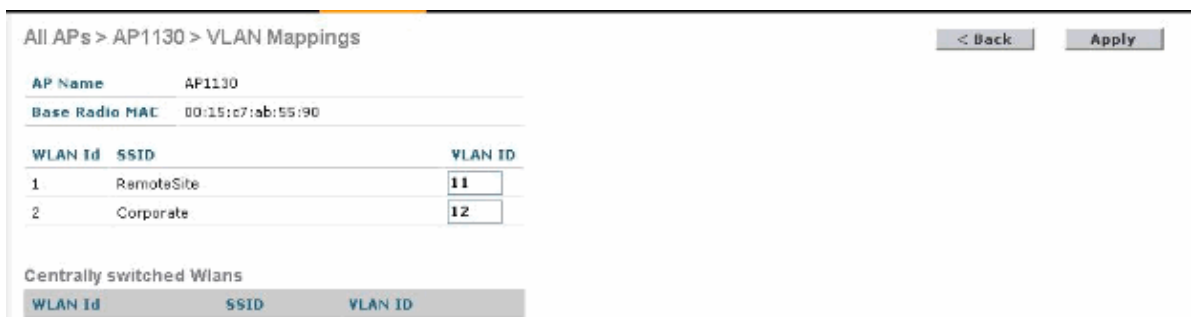 All APs > AP1130 > VLAN Mappings
< Back Apply
AP Name AP1130
Base Radio MAC 00:15:c7:ab:55:90
WLAN Id SSID VLAN ID
1 RemoteSite 11
2 Corporate 12
Centrally switched Wlans
WLAN Id SSID VLAN ID